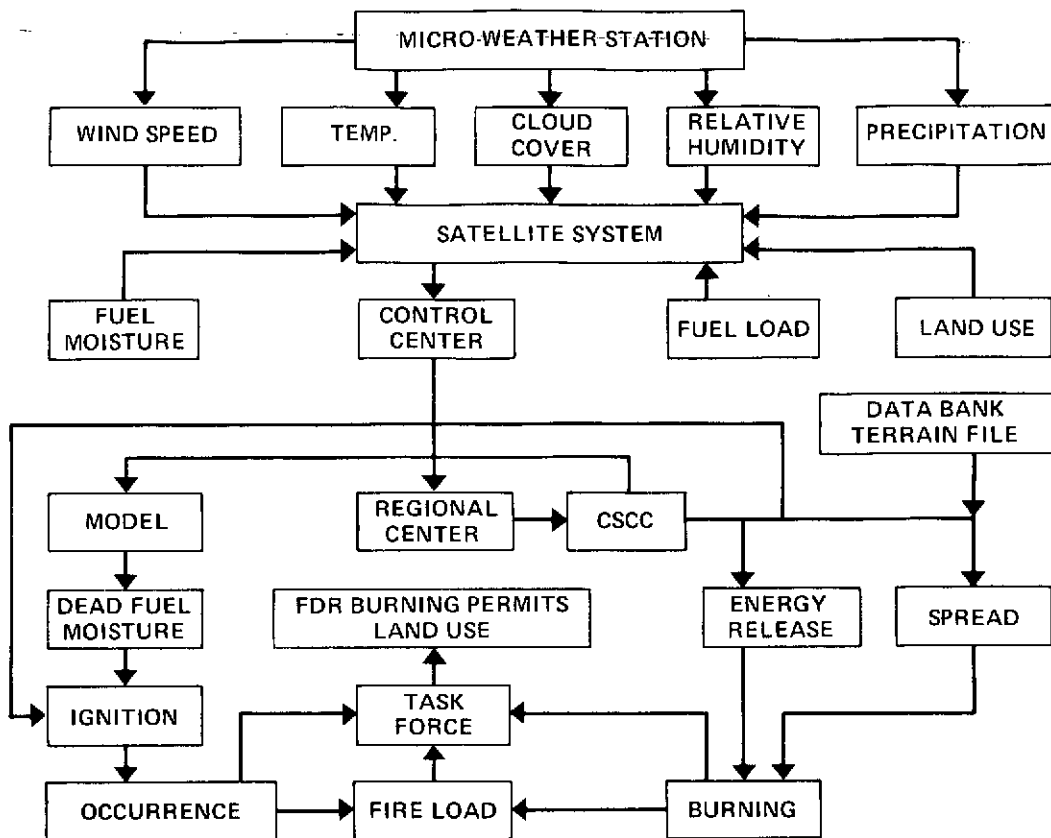 MICRO-WEATHER-STATION
WIND SPEED
TEMP.
CLOUD
COVER
RELATIVE
HUMIDITY
PRECIPITATION
SATELLITE SYSTEM
FUEL
MOISTURE
CONTROL
CENTER
FUEL LOAD
LAND USE
DATA BANK
TERRAIN FILE
MODEL
REGIONAL
CENTER
CSCC
DEAD FUEL
MOISTURE
FDR BURNING PERMITS
LAND USE
ENERGY
RELEASE
SPREAD
IGNITION
TASK
FORCE
OCCURRENCE
FIRE LOAD
BURNING